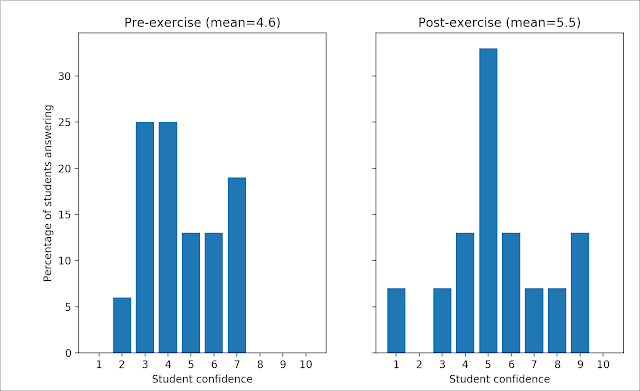 Pre-exercise (mean=4.6)
Post-exercise (mean=5.5)
Percentage of students answering
30
25
20
15
10
5
0
1 2 3 4 5 6 7 8 9 10
1 2 3 4 5 6 7 8 9 10
Student confidence
Student confidence